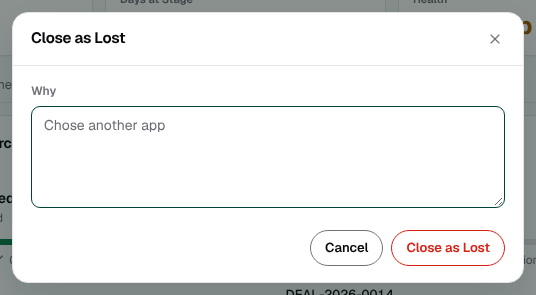 Days at Stage
Health
Close as Lost
Why
Chose another app
Cancel
Close as Lost
DEAL-2026-0014